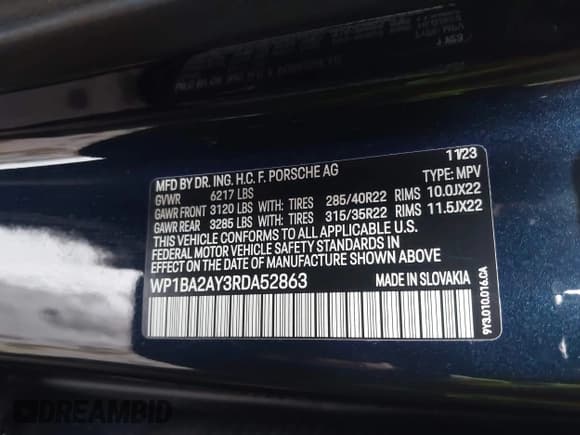 11/23
MFD BY DR. ING. H.C. F. PORSCHE AG
GVWR 6217 LBS TYPE: MPV
GAWR FRONT 3120 LBS WITH: TIRES 285/40R22 RIMS 10.0JX22
GAWR REAR 3285 LBS WITH: TIRES 315/35R22 RIMS 11.5JX22
THIS VEHICLE CONFORMS TO ALL APPLICABLE U.S.
FEDERAL MOTOR VEHICLE SAFETY STANDARDS IN
EFFECT ON THE DATE OF MANUFACTURE SHOWN ABOVE
WP1BA2AY3RDA52863 MADE IN SLOVAKIA
9Y3.010.016.CA
DREAMBID